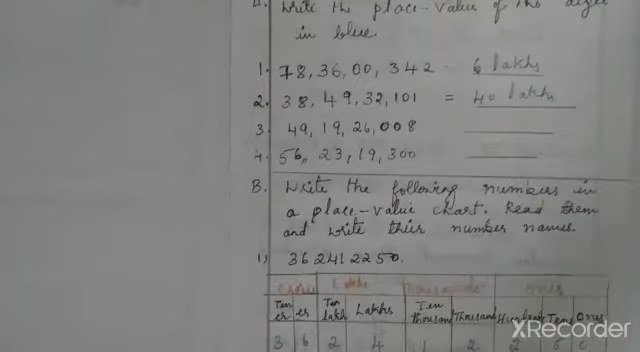 Write the place-value of the digit
in blue.
1. 78, 36, 00, 342 6 lakhs
2. 38, 49, 32, 101 = 40 lakhs
3. 49, 19, 26, 008
4. 56, 23, 19, 300
B. Write the following numbers in
a place-value chart. Read them
and write their number names.
1) 362412250.
Lakhs
Ten er er Ten lakh Lakhs Ten thousand Thousand Tens Ones
3 6 2 4 1 2 2 5 0
XRecorder